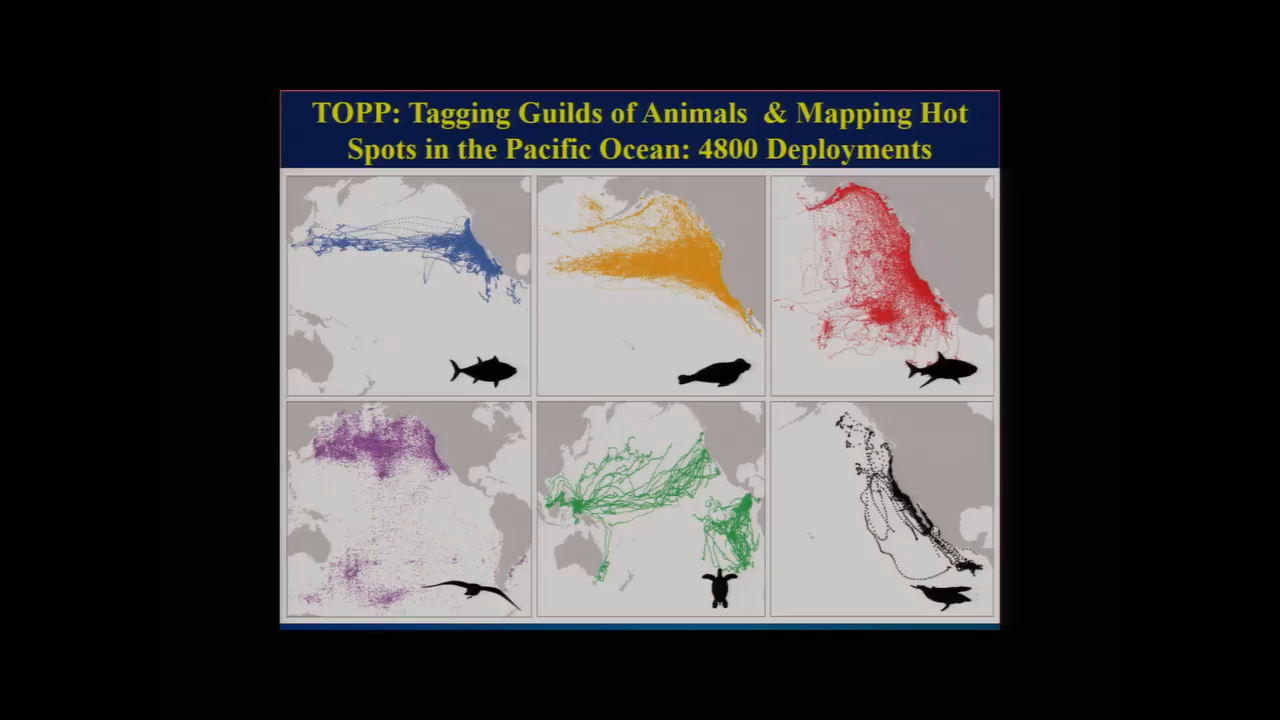 TOPP: Tagging Guilds of Animals & Mapping Hot
Spots in the Pacific Ocean: 4800 Deployments